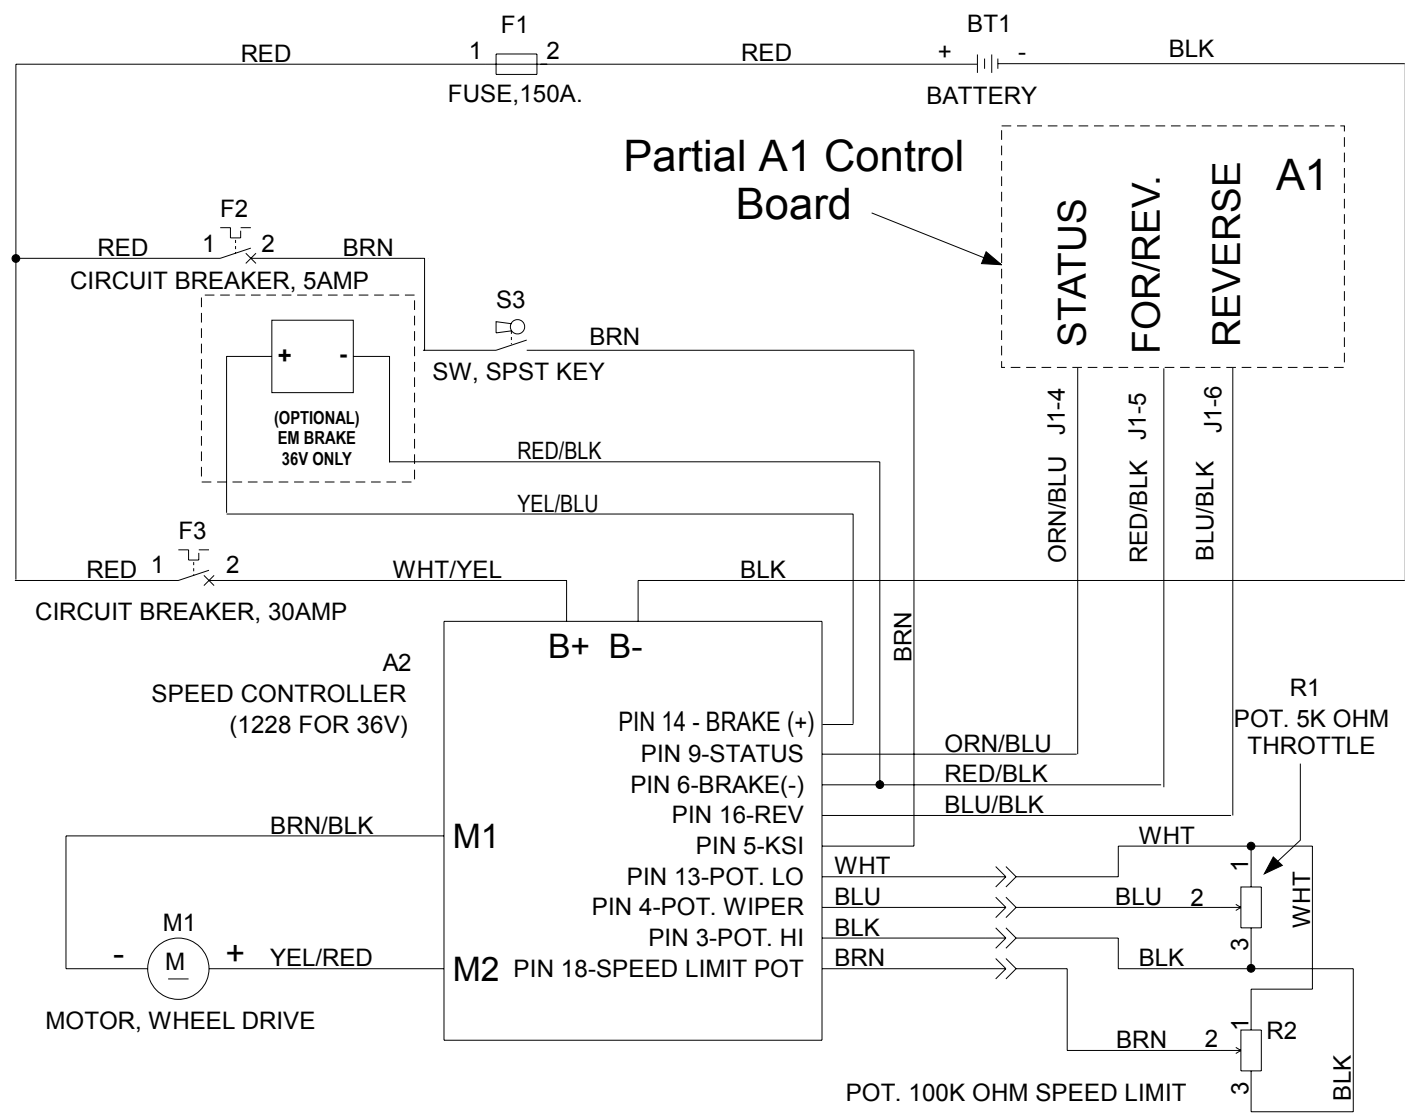 F1
BT1
RED
1
2
RED
+
-
BLK
FUSE,150A.
BATTERY
Partial A1 Control
Board
A1
STATUS
FOR/REV.
REVERSE
F2
RED
1
2
BRN
CIRCUIT BREAKER, 5AMP
S3
BRN
SW, SPST KEY
+
-
(OPTIONAL)
EM BRAKE
36V ONLY
RED/BLK
YEL/BLU
ORN/BLU J1-4
RED/BLK J1-5
BLU/BLK J1-6
F3
RED
1
2
WHT/YEL
BLK
CIRCUIT BREAKER, 30AMP
BRN
B+
B-
A2
SPEED CONTROLLER
(1228 FOR 36V)
R1
POT. 5K OHM
THROTTLE
PIN 14 - BRAKE (+)
PIN 9-STATUS
ORN/BLU
PIN 6-BRAKE(-)
RED/BLK
PIN 16-REV
BLU/BLK
BRN/BLK
M1
PIN 5-KSI
WHT
PIN 13-POT. LO
WHT
1
WHT
PIN 4-POT. WIPER
BLU
BLU
2
PIN 3-POT. HI
BLK
3
M1
-
M
+
YEL/RED
M2
PIN 18-SPEED LIMIT POT
BRN
BLK
MOTOR, WHEEL DRIVE
BRN
2
1
R2
3
BLK
POT. 100K OHM SPEED LIMIT